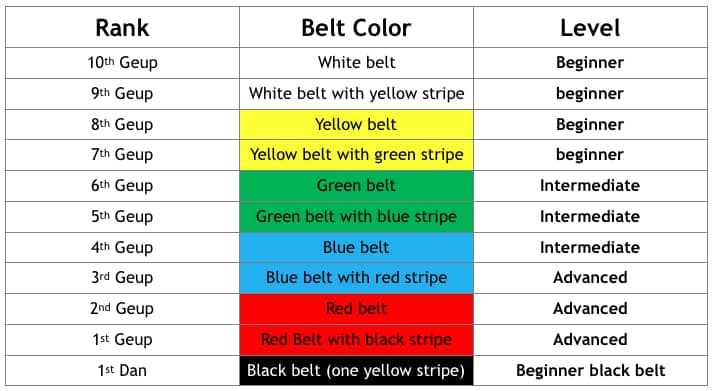 Rank Belt Color Level
10th Geup White belt Beginner
9th Geup White belt with yellow stripe beginner
8th Geup Yellow belt Beginner
7th Geup Yellow belt with green stripe beginner
6th Geup Green belt Intermediate
5th Geup Green belt with blue stripe Intermediate
4th Geup Blue belt Intermediate
3rd Geup Blue belt with red stripe Advanced
2nd Geup Red belt Advanced
1st Geup Red Belt with black stripe Advanced
1st Dan Black belt (one yellow stripe) Beginner black belt